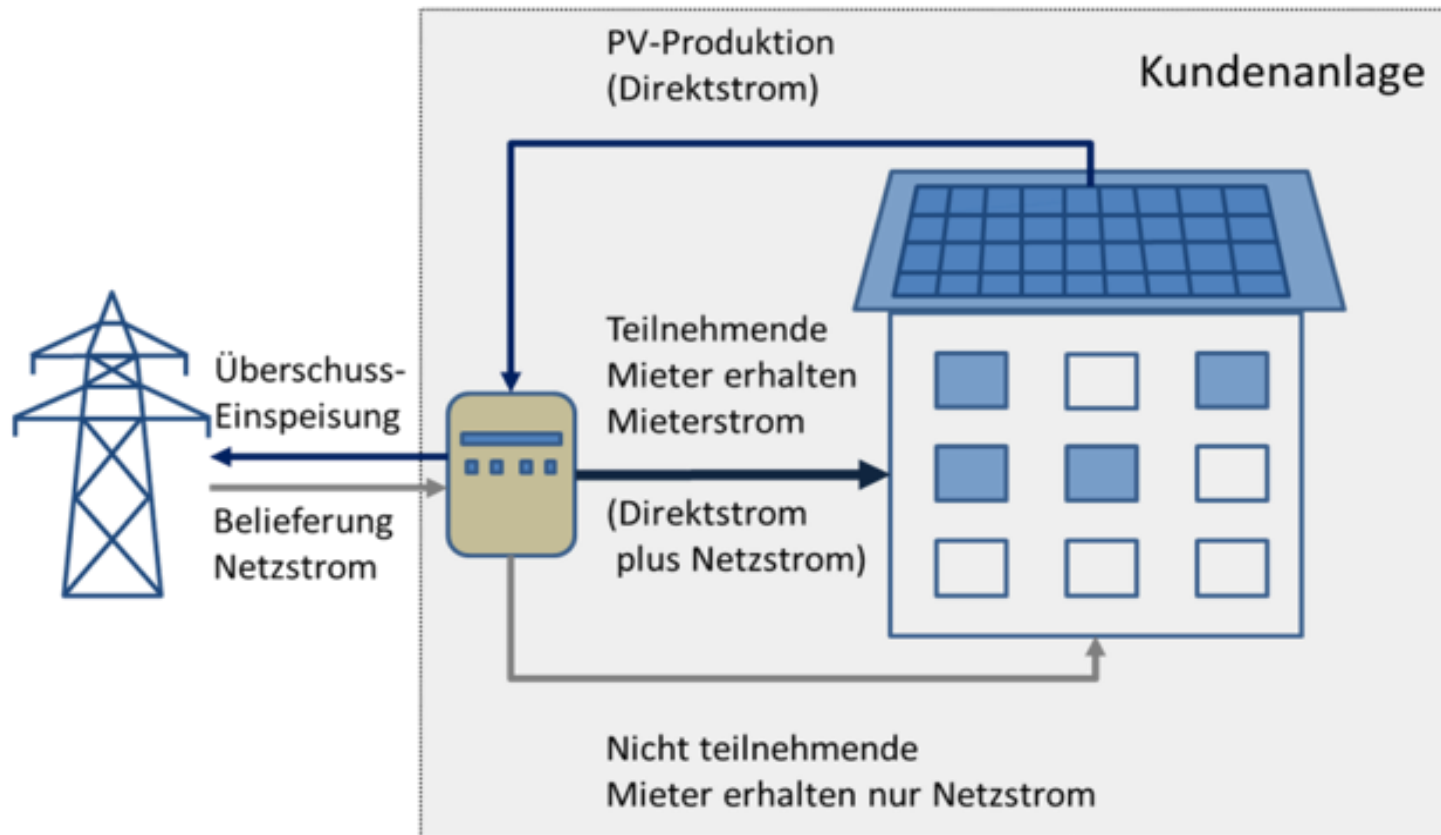 PV-Produktion
(Direktstrom)
Kundenanlage
Teilnehmende
Mieter erhalten
Mieterstrom
Überschuss-
Einspeisung
(Direktstrom
plus Netzstrom)
Belieferung
Netzstrom
Nicht teilnehmende
Mieter erhalten nur Netzstrom